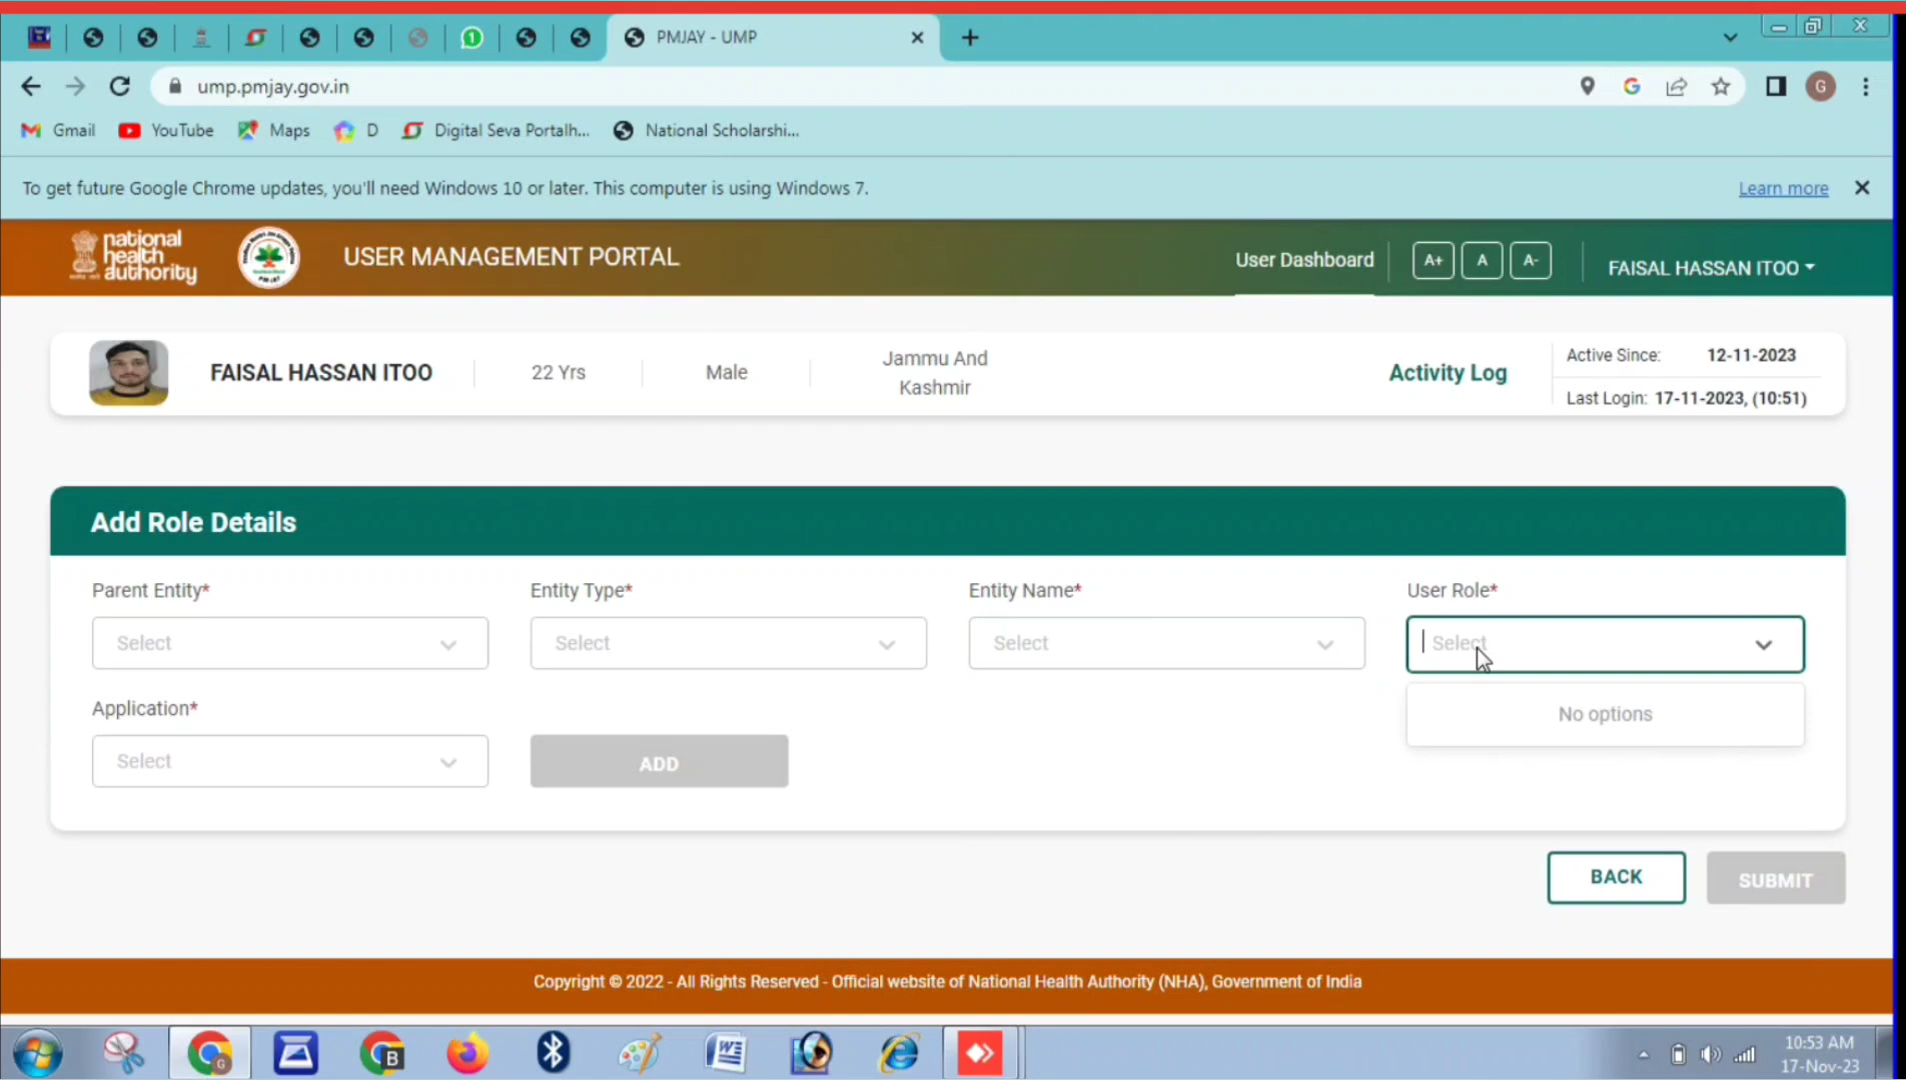 PMJAY - UMP
ump.pmjay.gov.in
G
Gmail YouTube Maps D Digital Seva Portalh... National Scholarshi...
To get future Google Chrome updates, you'll need Windows 10 or later. This computer is using Windows 7. Learn more
national
health
authority
USER MANAGEMENT PORTAL
User Dashboard A+ A A- FAISAL HASSAN ITOO
FAISAL HASSAN ITOO 22 Yrs Male Jammu And
Kashmir
Activity Log
Active Since: 12-11-2023
Last Login: 17-11-2023, (10:51)
Add Role Details
Parent Entity* Entity Type* Entity Name* User Role*
Select Select Select Select
No options
Application*
Select ADD
BACK SUBMIT
Copyright © 2022 - All Rights Reserved - Official website of National Health Authority (NHA), Government of India
10:53 AM
17-Nov-23